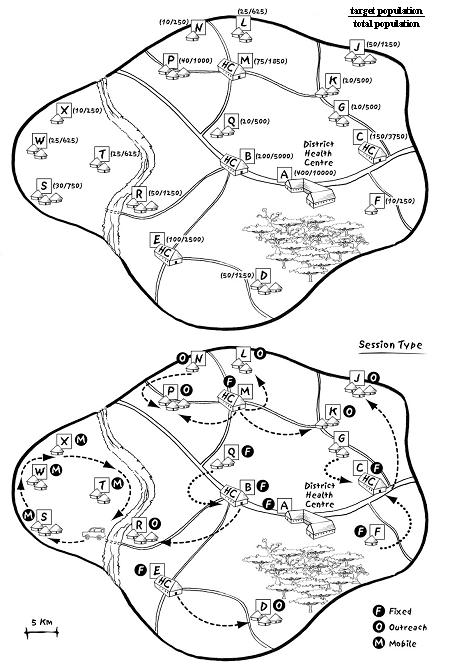 target population
total population
N (10/250)
L (25/625)
J (50/1250)
P (40/1000)
HC M (75/1850)
K (20/500)
G (20/500)
X (10/250)
W (25/625)
T (25/625)
S (30/750)
Q (20/500)
C (150/3750)
HC
District
Health
Centre
HC B (200/5000)
A (400/10000)
R (50/1250)
F (10/250)
E (100/2500)
HC
D (50/1250)
Session Type
O N
L O
J O
P O
F M
HC
K O
G
X M
W M
T M
M S
Q F
C F
HC
B F
HC
F A
District
Health
Centre
R O
F F
F E
HC
D O
F Fixed
O Outreach
M Mobile
5 Km